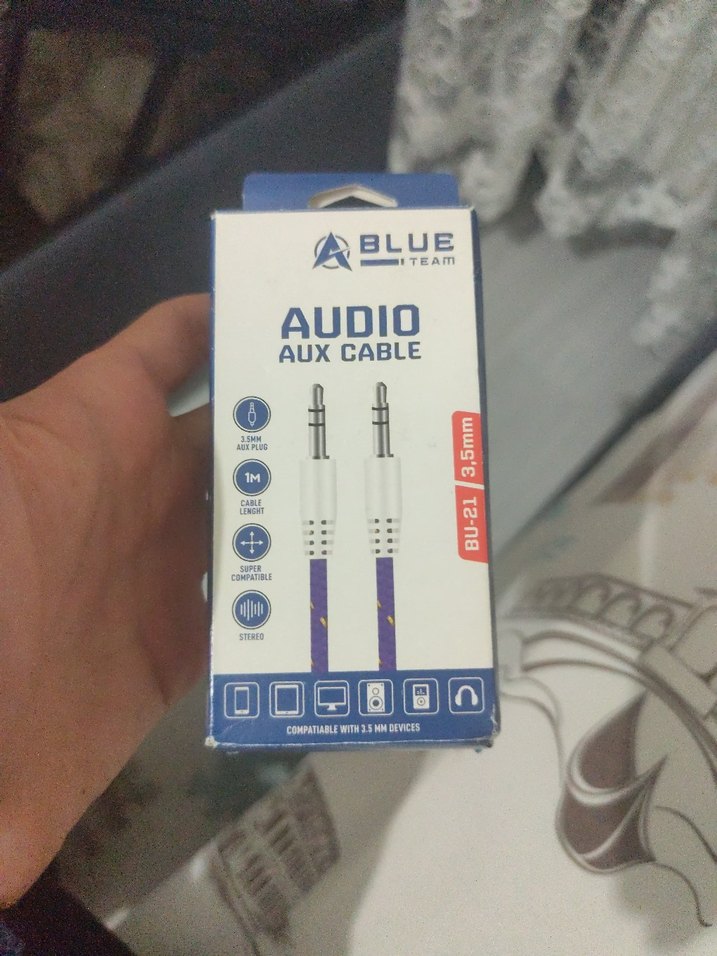 BLUE
TEAM
AUDIO
AUX CABLE
3.5MM
AUX PLUG
1M
CABLE
LENGHT
SUPER
COMPATIBLE
STEREO
BU-21 / 3,5mm
COMPATIABLE WITH 3.5 MM DEVICES